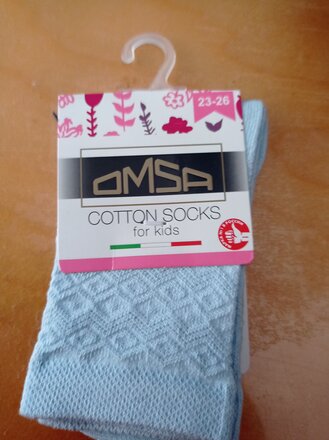 23-26
OMSA
COTTON SOCKS
for kids